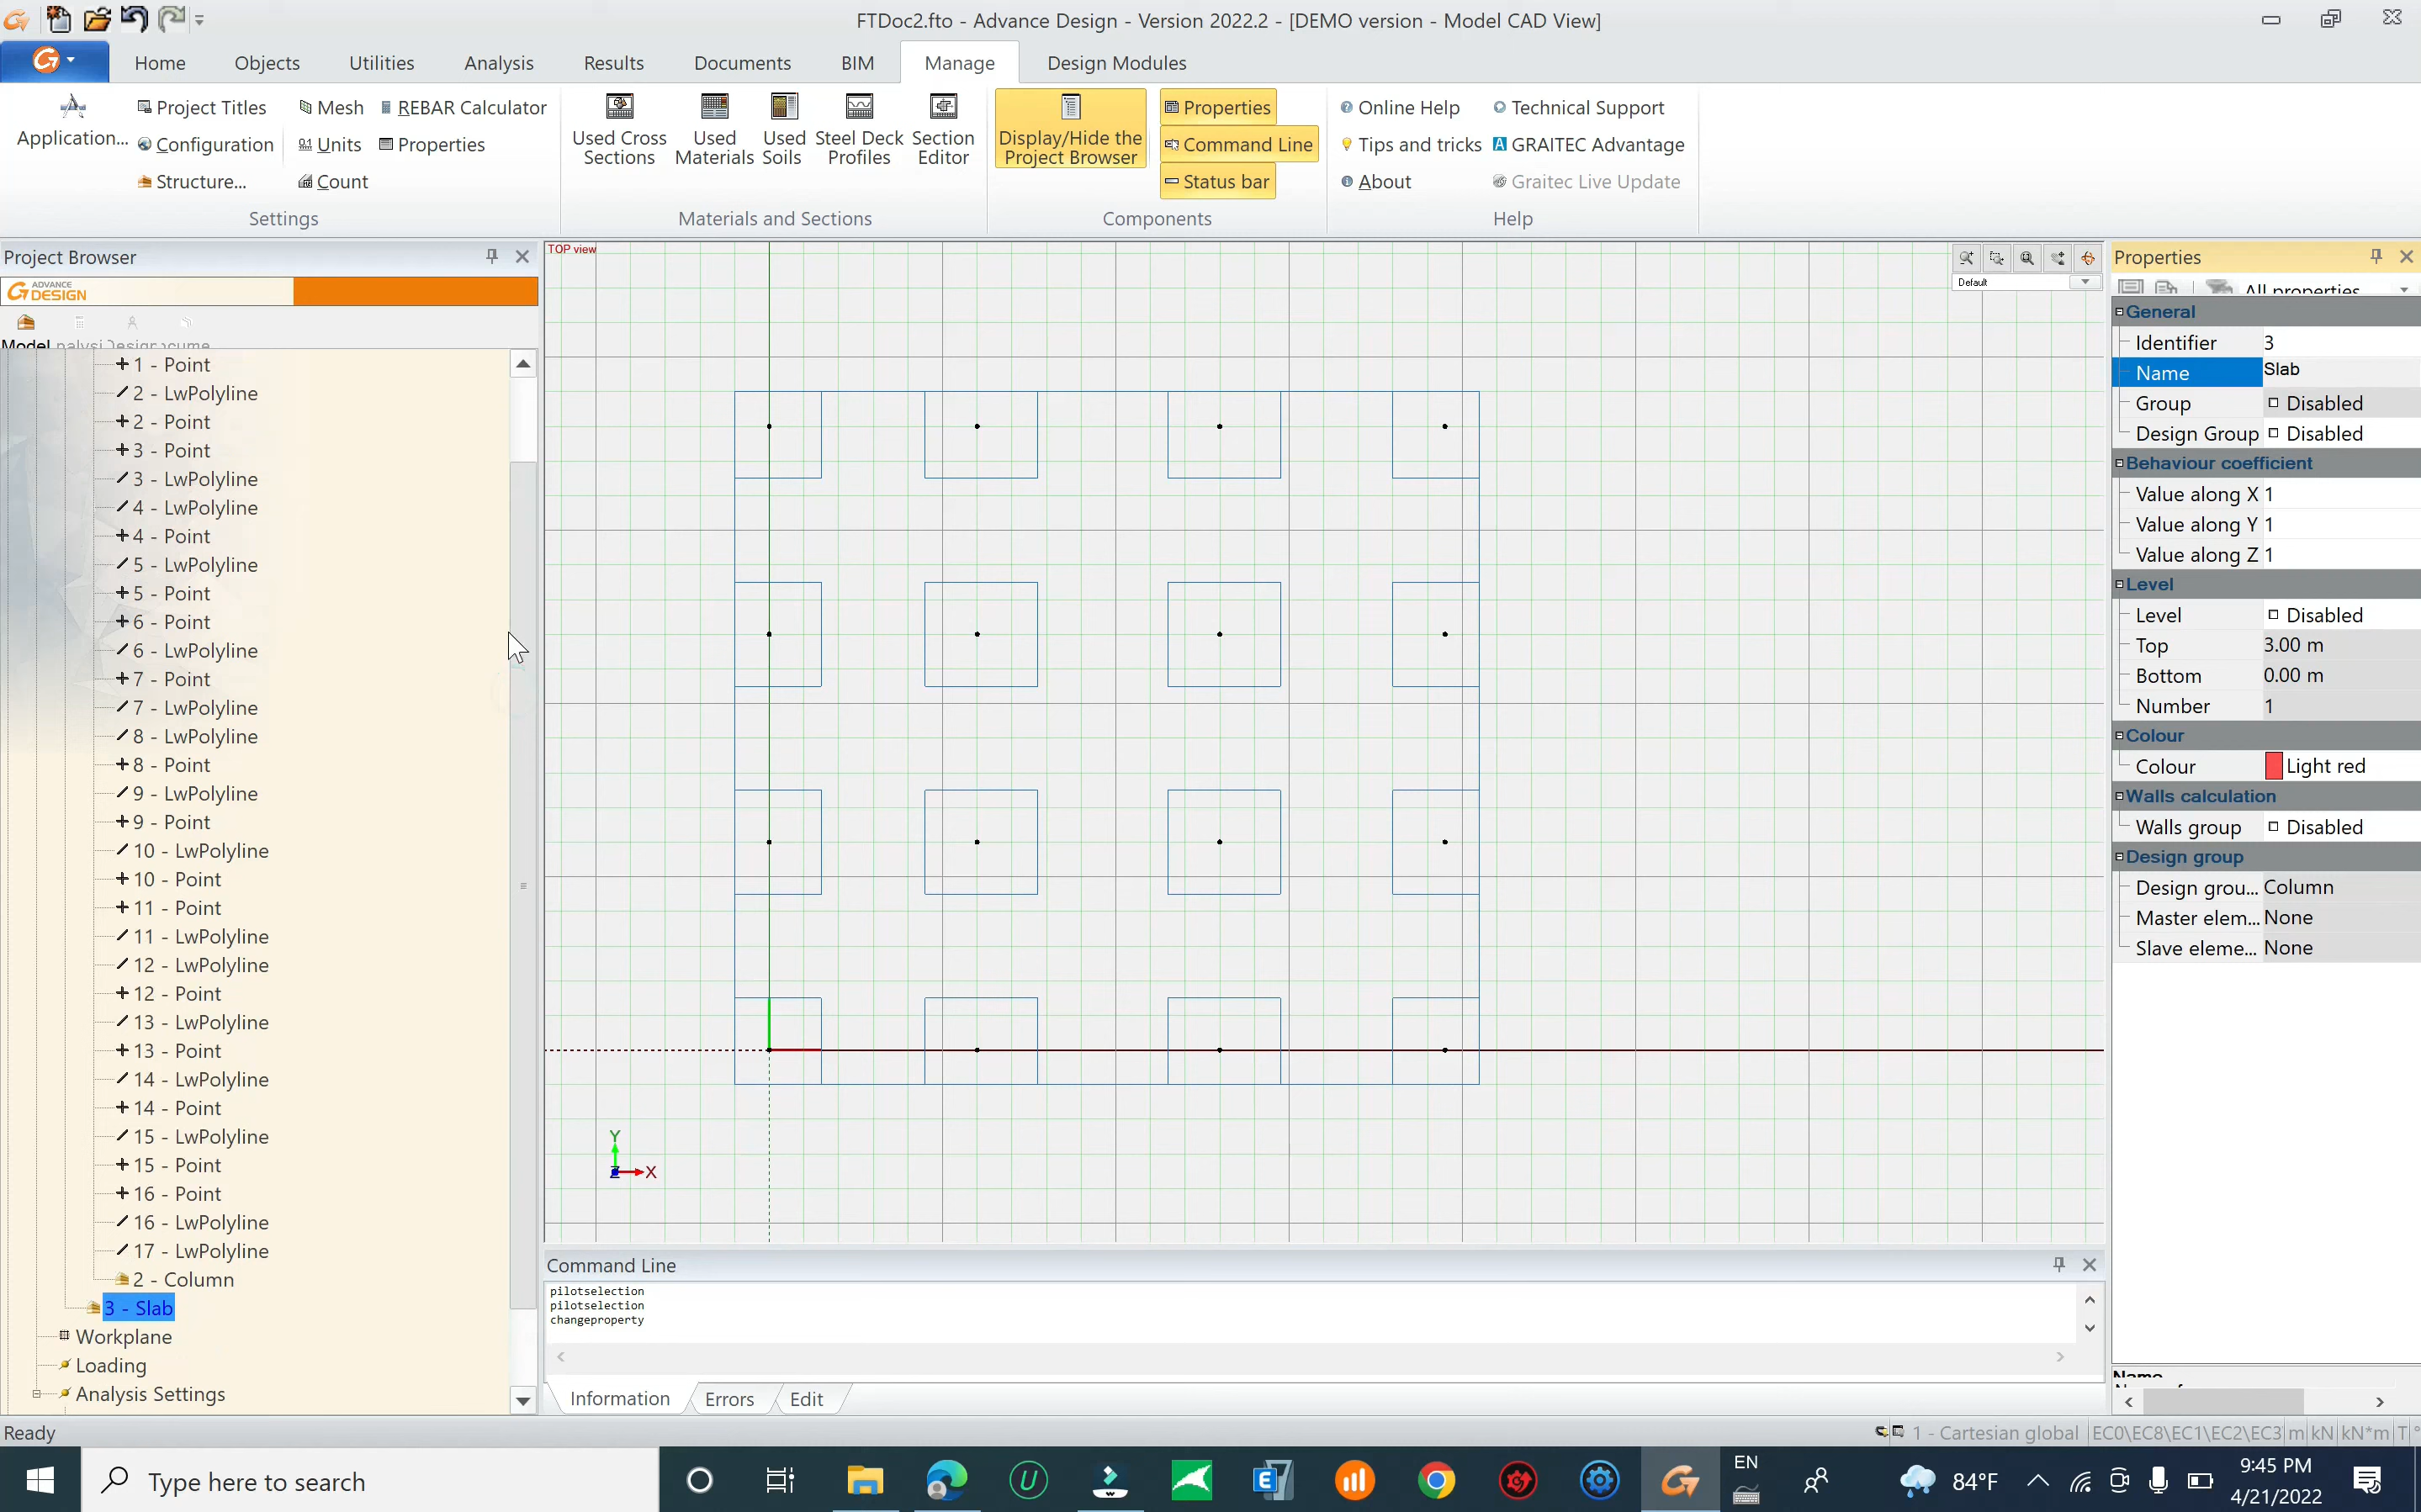 FTDoc2.fto - Advance Design - Version 2022.2 - [DEMO version - Model CAD View]
Home Objects Utilities Analysis Results Documents BIM Manage Design Modules
Application... Project Titles Mesh REBAR Calculator
Configuration Units Properties
Structure... Count
Settings
Used Cross Sections
Used Materials
Used Soils
Steel Deck Profiles
Section Editor
Materials and Sections
Display/Hide the Project Browser
Properties
Command Line
Status bar
Components
Online Help Technical Support
Tips and tricks GRAITEC Advantage
About Graitec Live Update
Help
Project Browser
ADVANCE DESIGN
Model
1 - Point
2 - LwPolyline
2 - Point
3 - Point
3 - LwPolyline
4 - LwPolyline
4 - Point
5 - LwPolyline
5 - Point
6 - Point
6 - LwPolyline
7 - Point
7 - LwPolyline
8 - LwPolyline
8 - Point
9 - LwPolyline
9 - Point
10 - LwPolyline
10 - Point
11 - Point
11 - LwPolyline
12 - LwPolyline
12 - Point
13 - LwPolyline
13 - Point
14 - LwPolyline
14 - Point
15 - LwPolyline
15 - Point
16 - Point
16 - LwPolyline
17 - LwPolyline
2 - Column
3 - Slab
Workplane
Loading
Analysis Settings
TOP view
Default
Y
Z X
Command Line
pilotselection
pilotselection
changeproperty
Information Errors Edit
Properties
All properties
General
Identifier 3
Name Slab
Group Disabled
Design Group Disabled
Behaviour coefficient
Value along X 1
Value along Y 1
Value along Z 1
Level
Level Disabled
Top 3.00 m
Bottom 0.00 m
Number 1
Colour
Colour Light red
Walls calculation
Walls group Disabled
Design group
Design grou... Column
Master elem... None
Slave eleme... None
Name
Ready
1 - Cartesian global EC0\EC8\EC1\EC2\EC3 m kN kN*m T °
Type here to search
EN
84°F
9:45 PM
4/21/2022